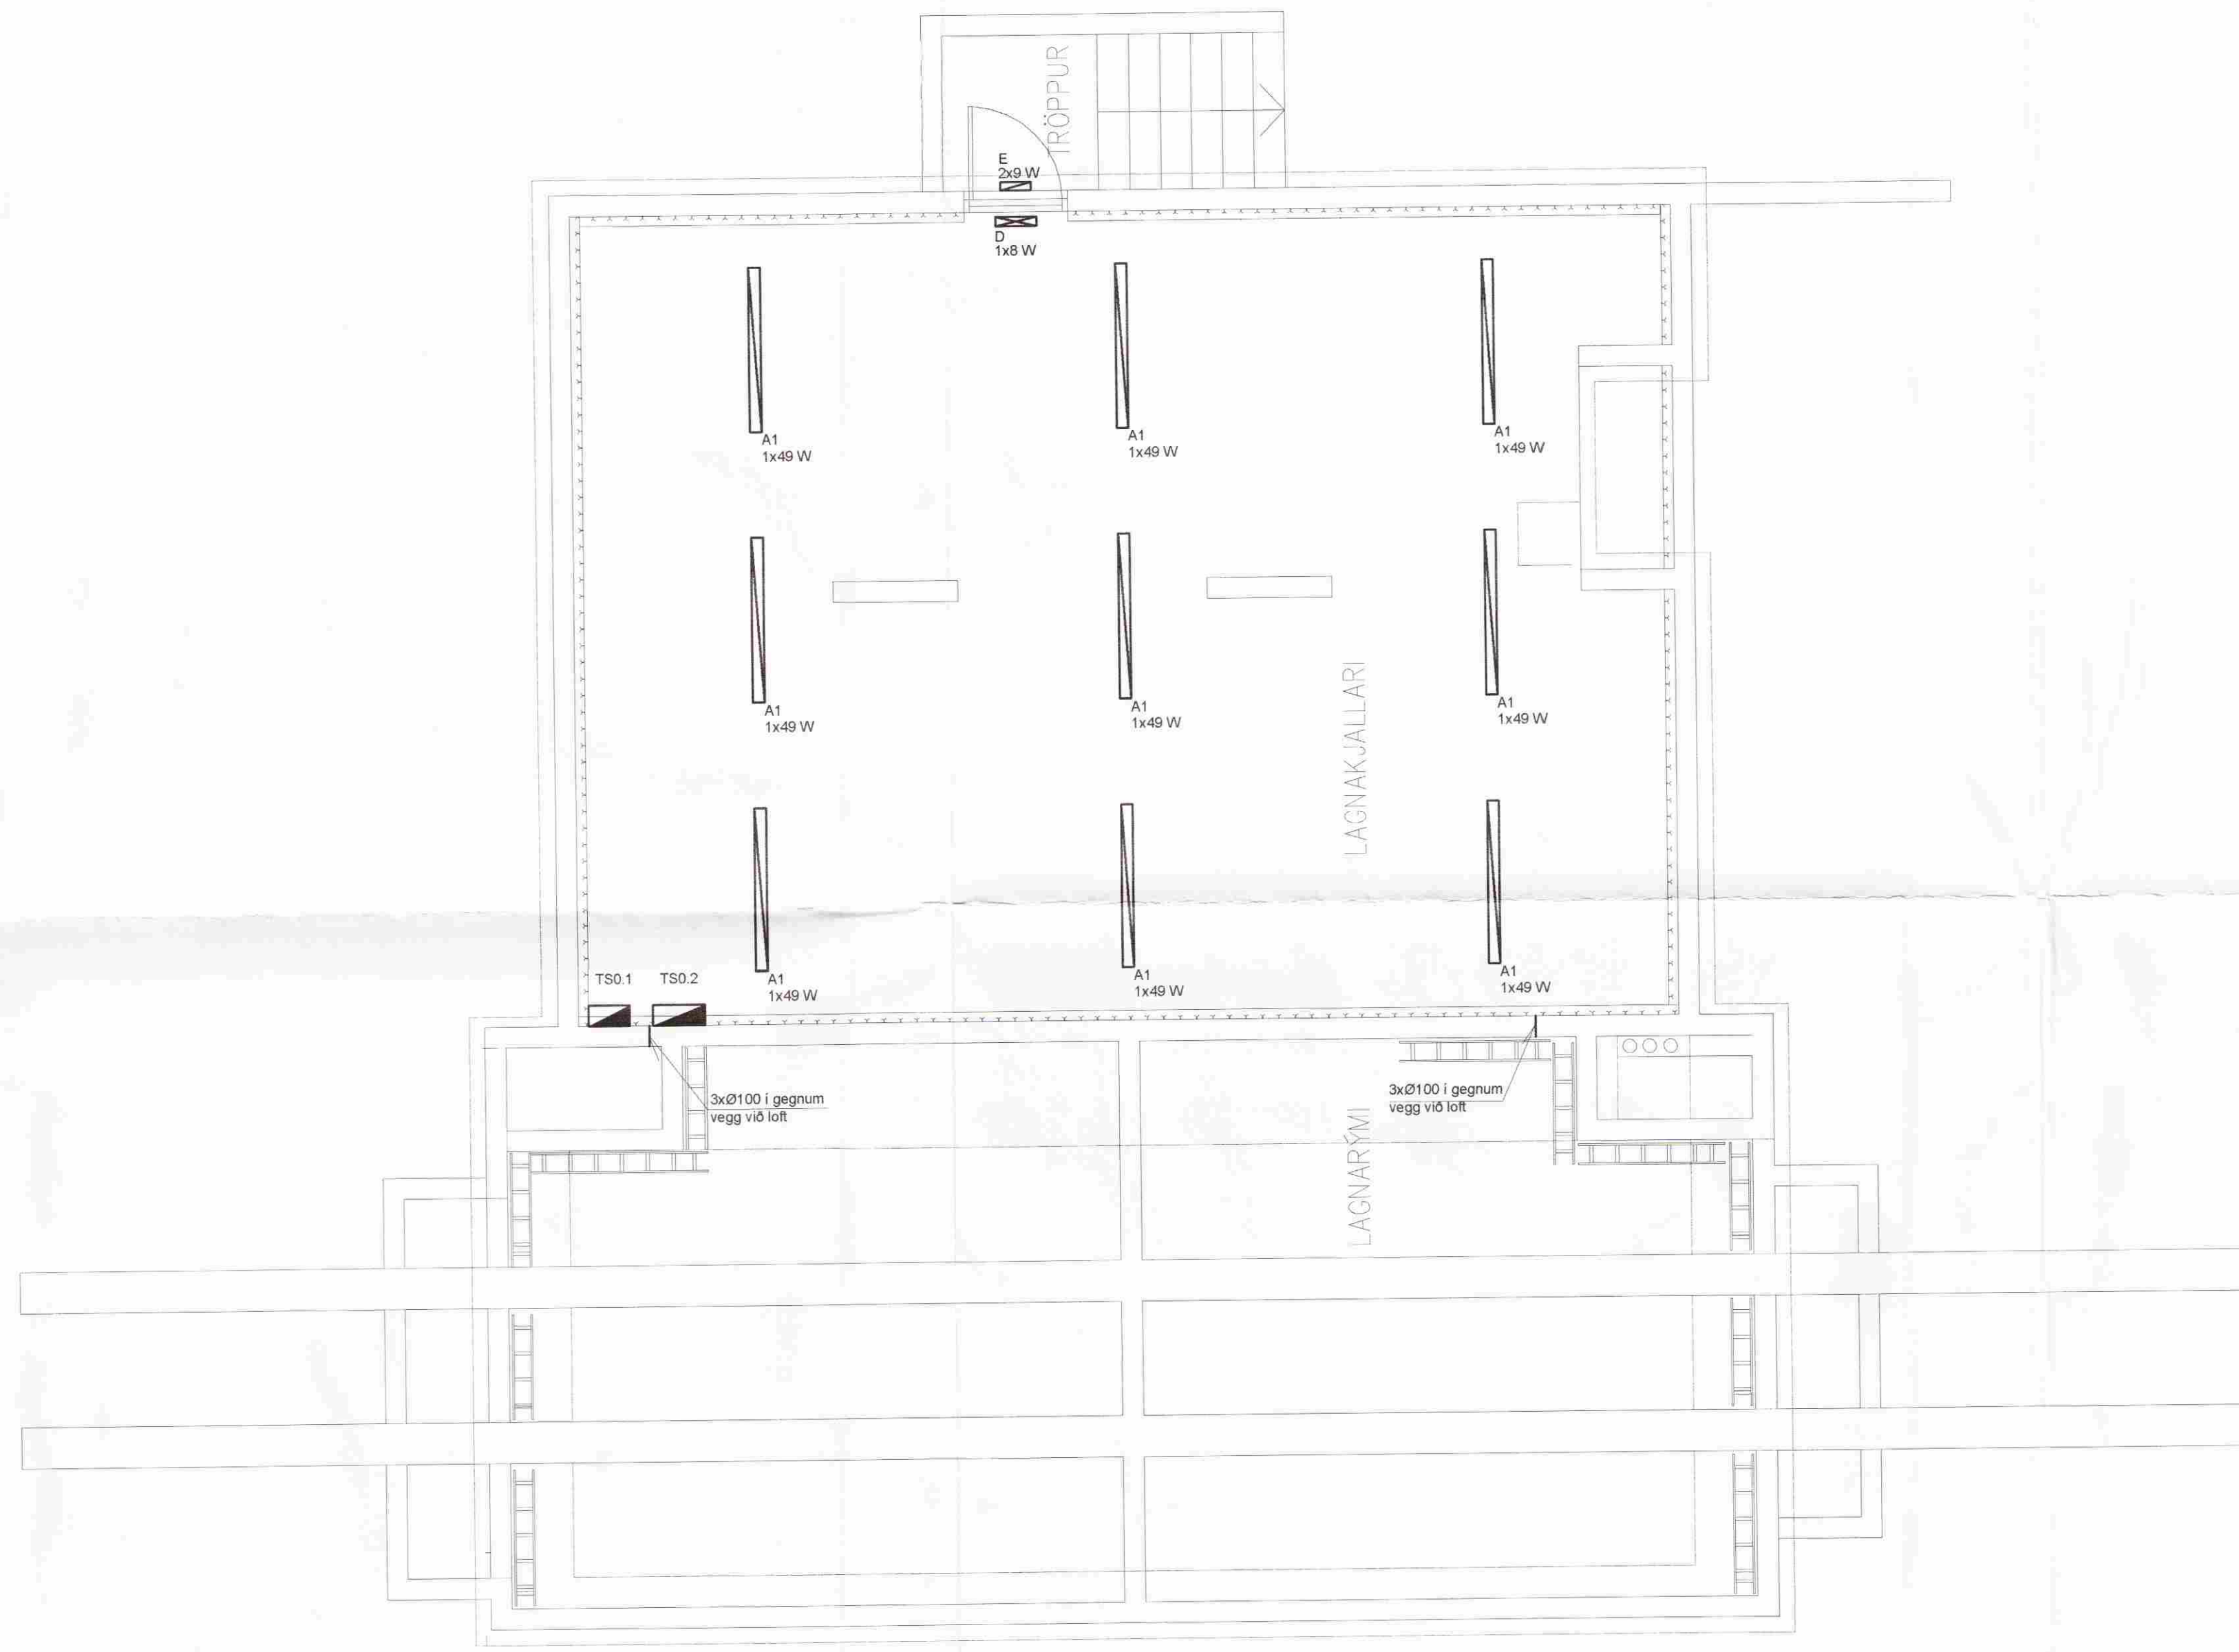 TRÖPPUR
E
2x9 W
D
1x8 W
A1
1x49 W
A1
1x49 W
A1
1x49 W
A1
1x49 W
A1
1x49 W
A1
1x49 W
LAGNAKJALLARI
TS0.1
TS0.2
A1
1x49 W
A1
1x49 W
A1
1x49 W
3xØ100 í gegnum
vegg við loft
3xØ100 í gegnum
vegg við loft
LAGNARÝMI